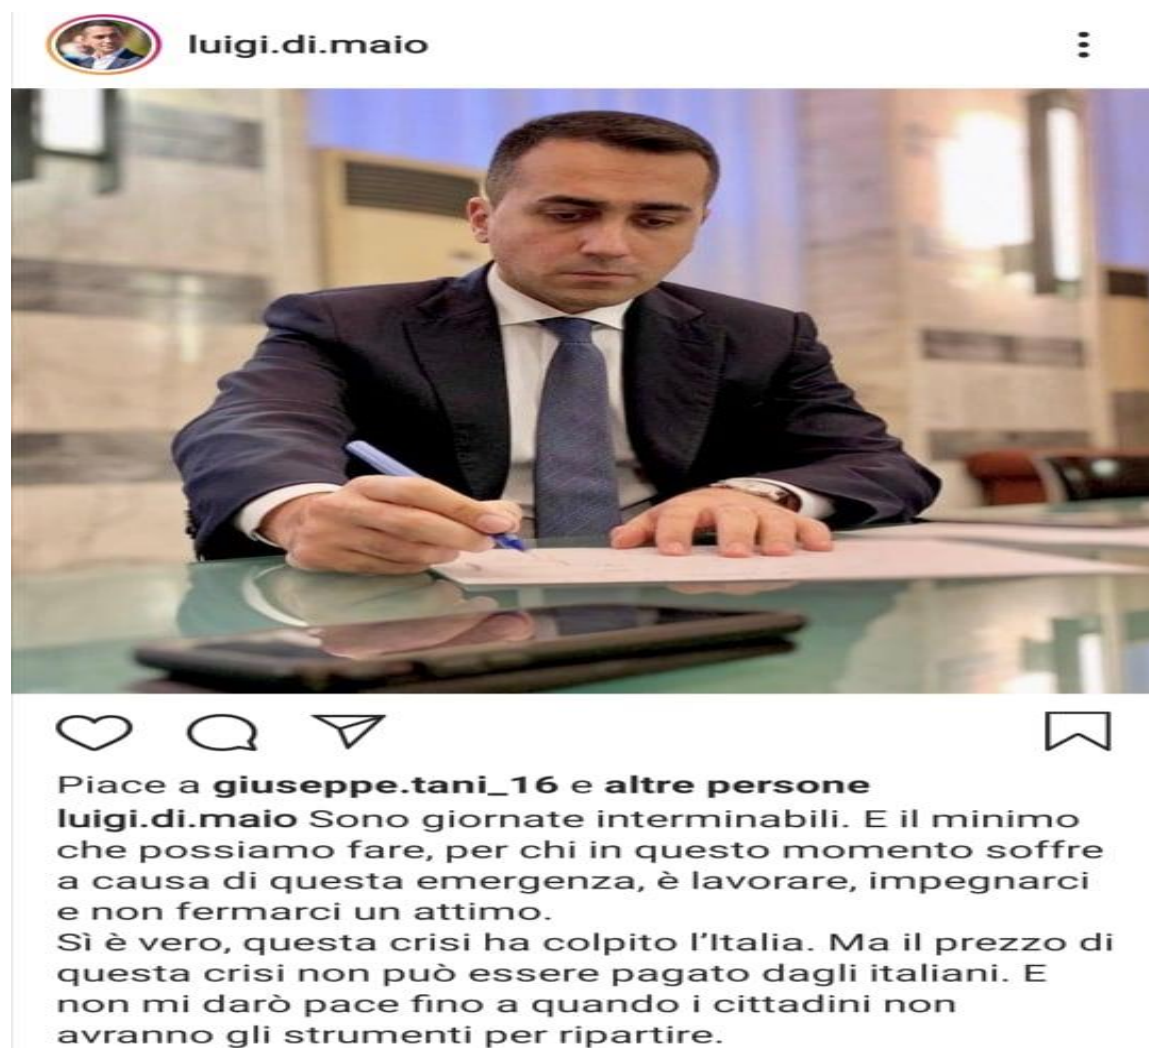 luigi.di.maio
Piace a giuseppe.tani_16 e altre persone
luigi.di.maio Sono giornate interminabili. E il minimo
che possiamo fare, per chi in questo momento soffre
a causa di questa emergenza, è lavorare, impegnarci
e non fermarci un attimo.
Sì è vero, questa crisi ha colpito l'Italia. Ma il prezzo di
questa crisi non può essere pagato dagli italiani. E
non mi darò pace fino a quando i cittadini non
avranno gli strumenti per ripartire.